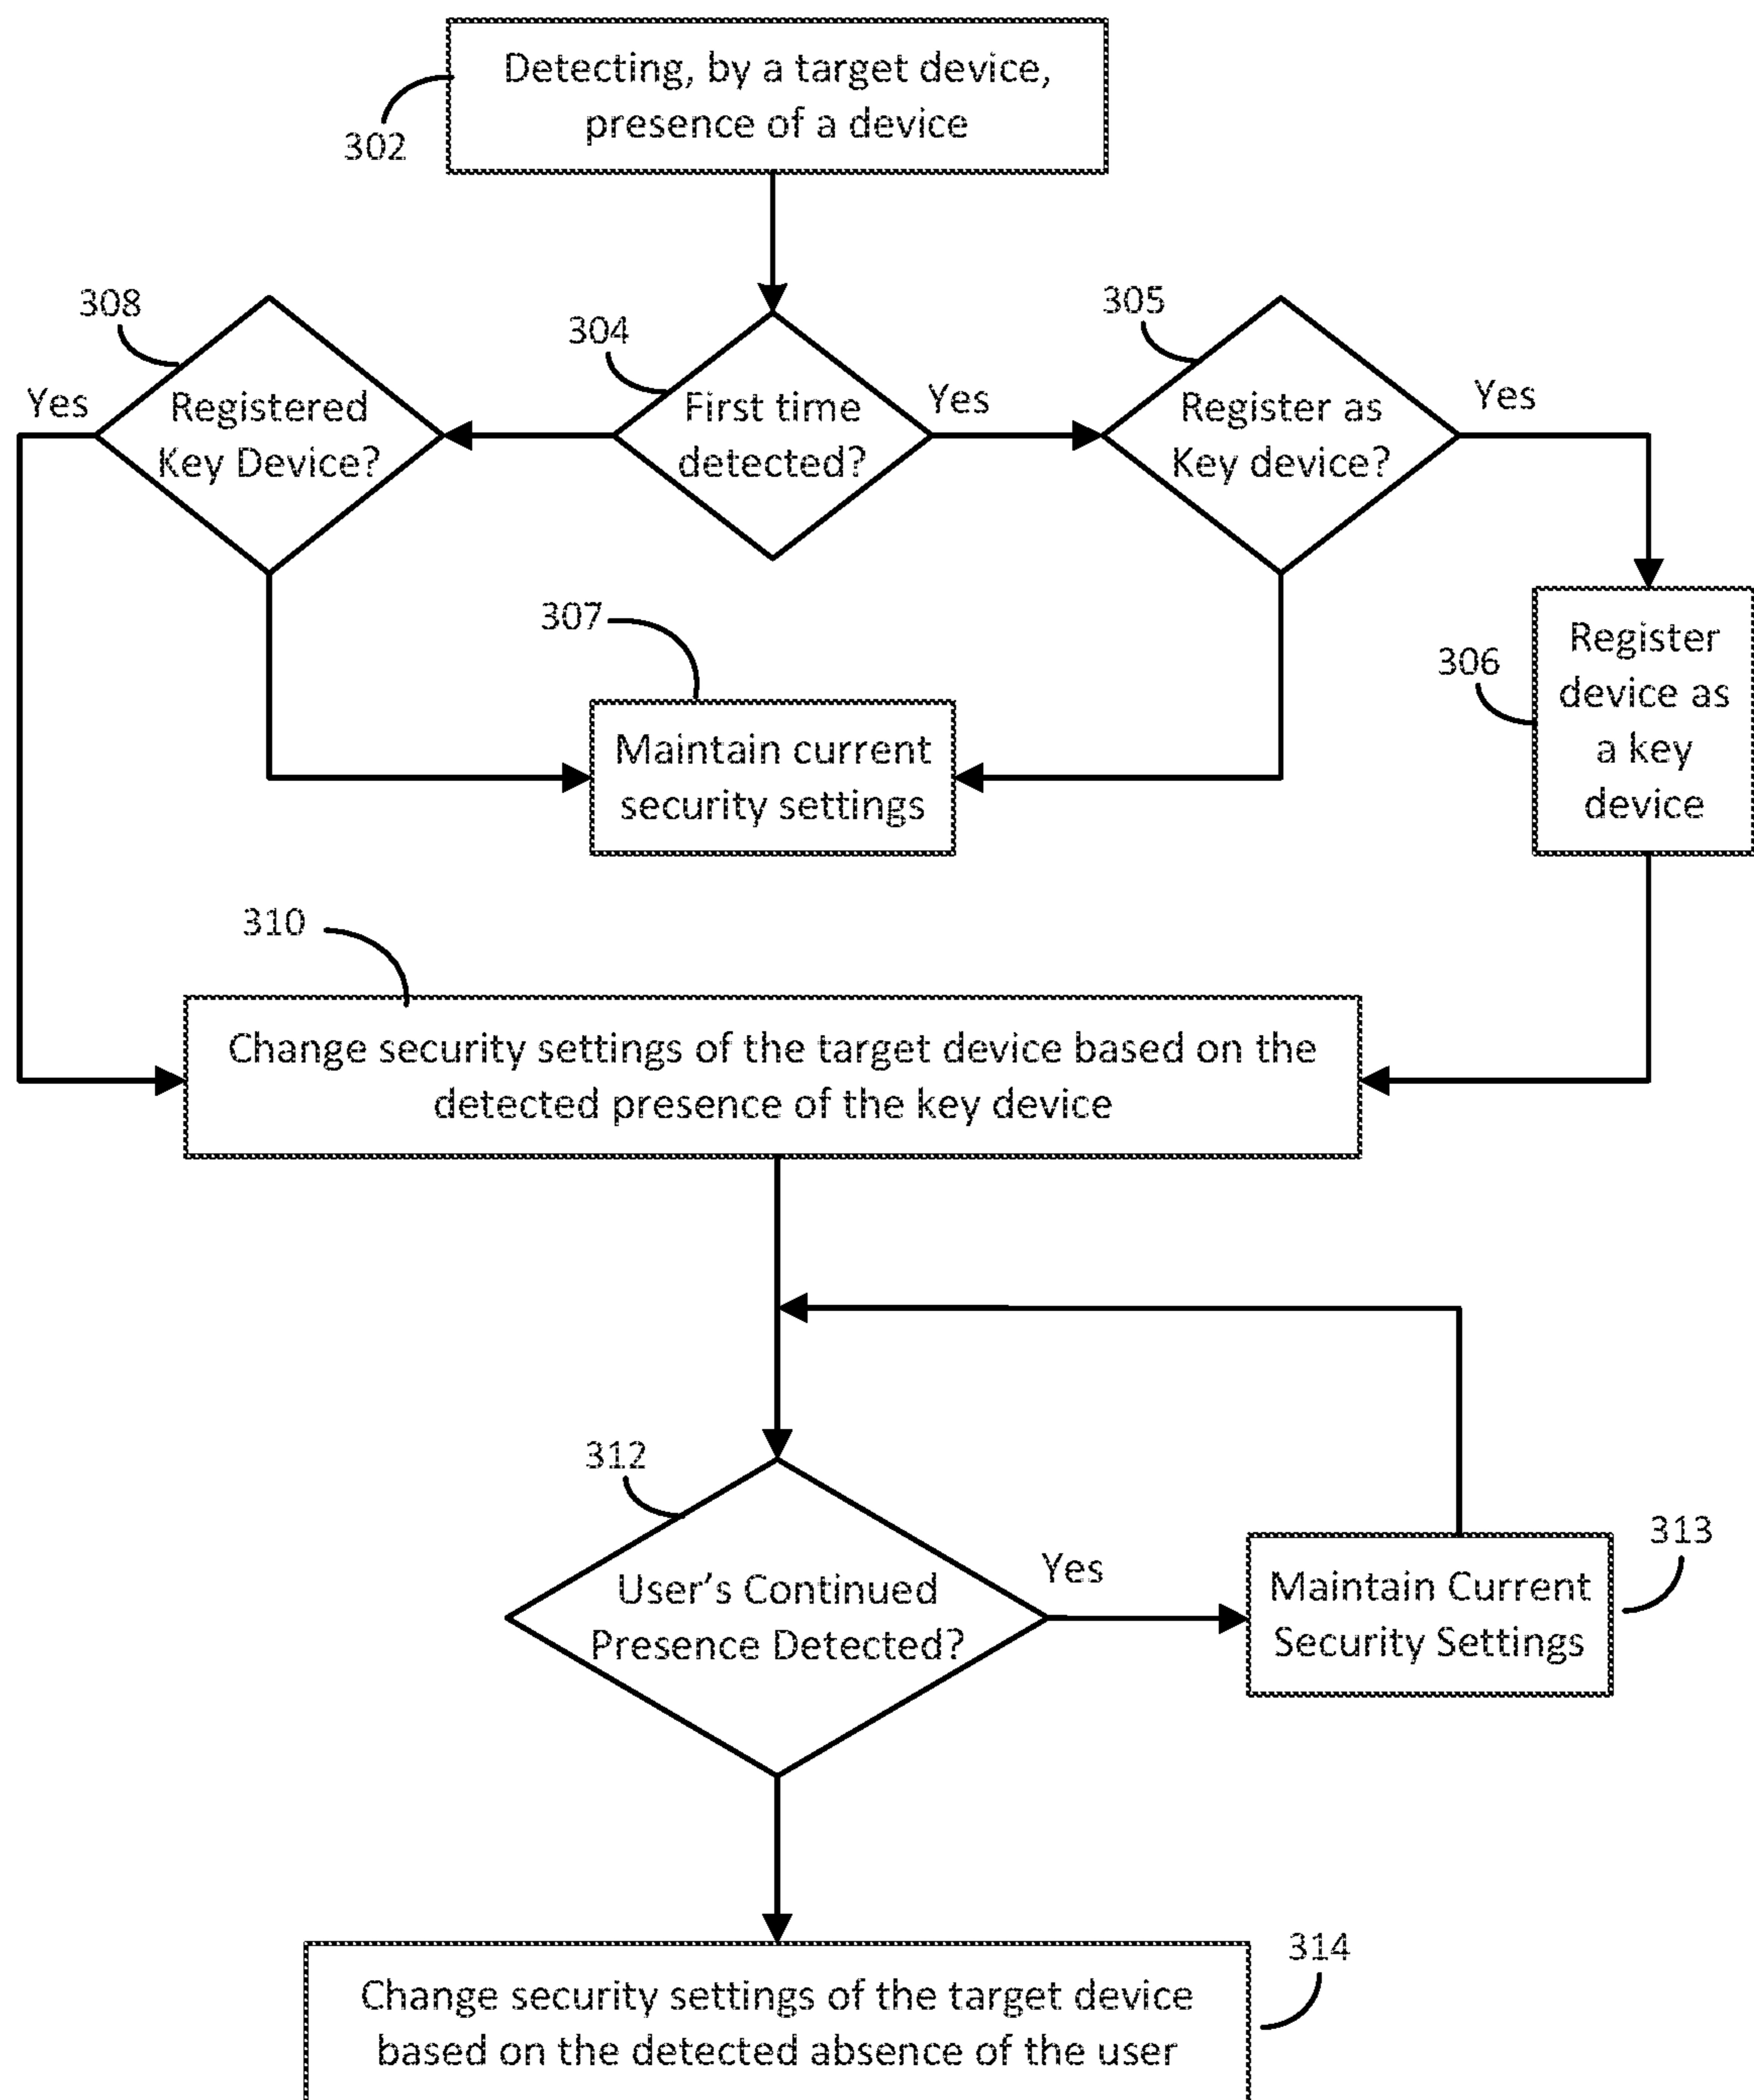 Detecting, by a target device,
presence of a device
302
308
304
305
Yes
Registered
Key Device?
First time
detected?
Yes
Register as
Key device?
Yes
307
Maintain current
security settings
306
Register
device as
a key
device
310
Change security settings of the target device based on the
detected presence of the key device
312
User's Continued
Presence Detected?
Yes
Maintain Current
Security Settings
313
314
Change security settings of the target device
based on the detected absence of the user